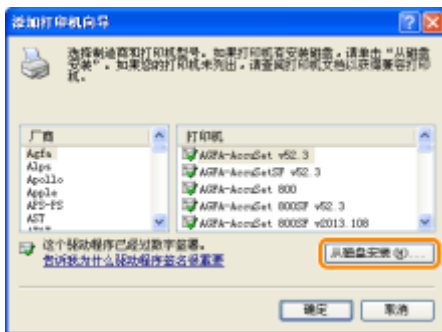 添加打印机向导
选择制造商和打印机型号。如果打印机有安装磁盘，请单击“从磁盘
安装”。如果您的打印机未列出，请查阅打印机文档以获得兼容打印
机。
厂商
Agfa
Alps
Apollo
Apple
APS-PS
AST
打印机
AGFA-AccuSet v52.3
AGFA-AccuSetSF v52.3
AGFA-AccuSet 800
AGFA-AccuSet 800SF v52.3
AGFA-AccuSet 800SF v2013.108
这个驱动程序已经过数字签署。
告诉我为什么驱动程序签名很重要
从磁盘安装(H)...
确定
取消